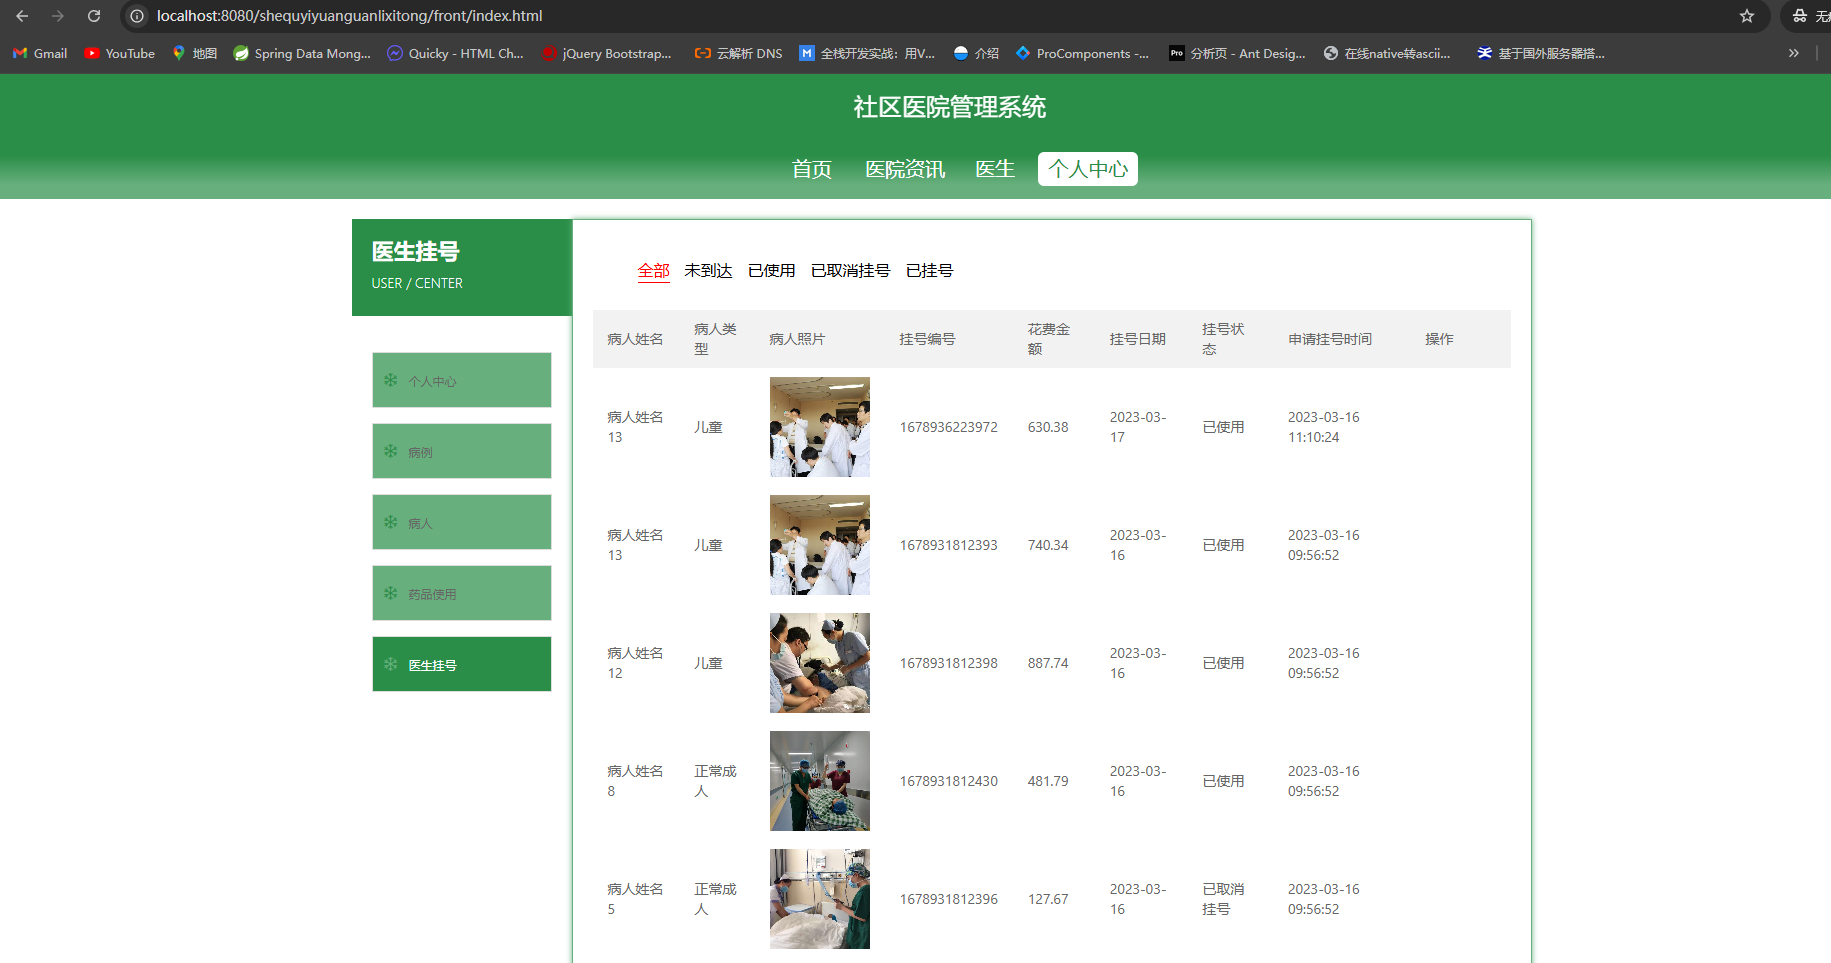 localhost:8080/shequyiyuanguanlixitong/front/index.html
Gmail YouTube 地图 Spring Data Mong... Quicky - HTML Ch... jQuery Bootstrap... 云解析 DNS 全栈开发实战：用V... 介绍 ProComponents -... Pro 分析页 - Ant Desig... 在线native转ascii... 基于国外服务器搭... »
社区医院管理系统
首页 医院资讯 医生 个人中心
医生挂号
USER / CENTER
个人中心
病例
病人
药品使用
医生挂号
全部 未到达 已使用 已取消挂号 已挂号
病人姓名 病人类型 病人照片 挂号编号 花费金额 挂号日期 挂号状态 申请挂号时间 操作
病人姓名13 儿童 1678936223972 630.38 2023-03-17 已使用 2023-03-16 11:10:24
病人姓名13 儿童 1678931812393 740.34 2023-03-16 已使用 2023-03-16 09:56:52
病人姓名12 儿童 1678931812398 887.74 2023-03-16 已使用 2023-03-16 09:56:52
病人姓名8 正常成人 1678931812430 481.79 2023-03-16 已使用 2023-03-16 09:56:52
病人姓名5 正常成人 1678931812396 127.67 2023-03-16 已取消挂号 2023-03-16 09:56:52